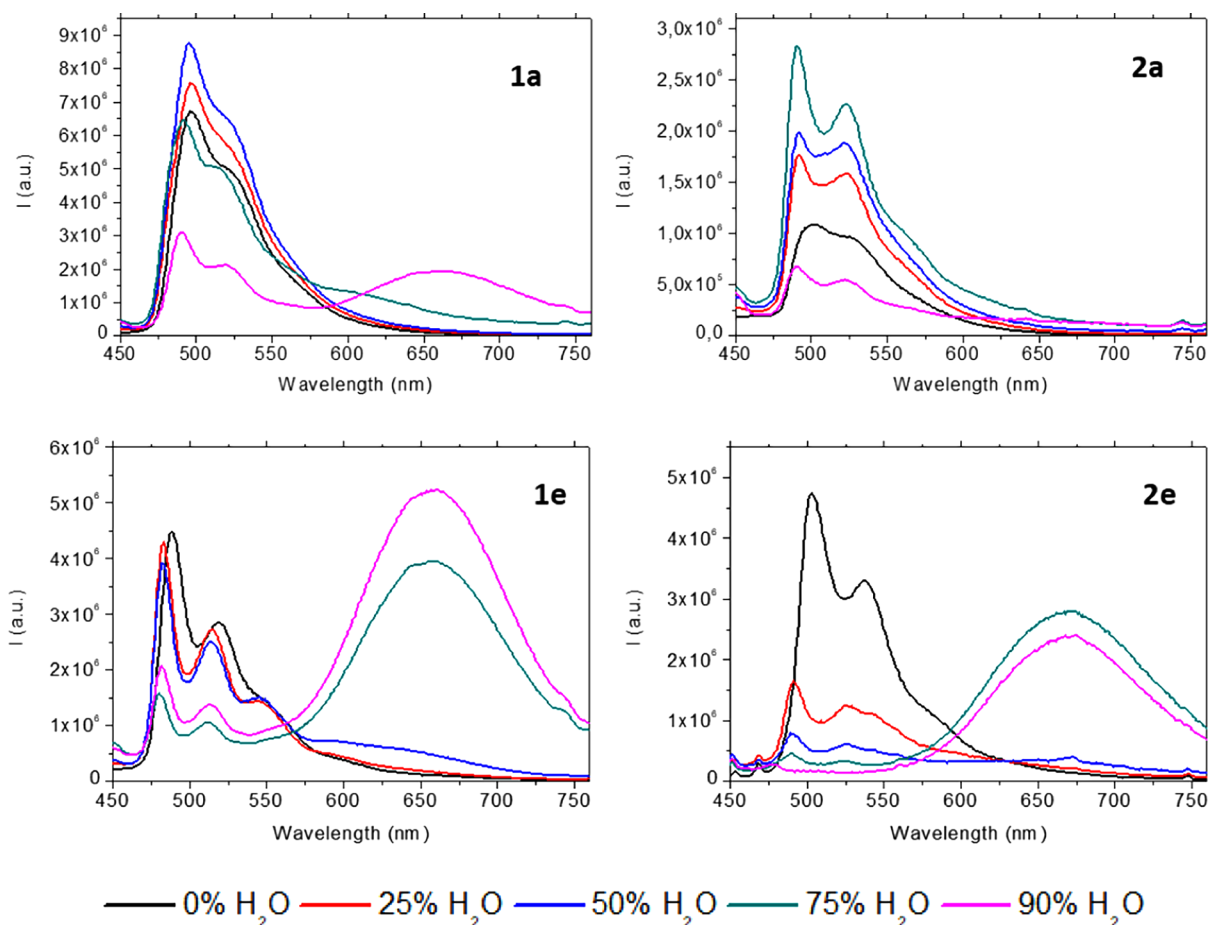 1a
9x10⁶
8x10⁶
7x10⁶
6x10⁶
5x10⁶
4x10⁶
3x10⁶
2x10⁶
1x10⁶
0
I (a.u.)
450 500 550 600 650 700 750
Wavelength (nm)
2a
3,0x10⁶
2,5x10⁶
2,0x10⁶
1,5x10⁶
1,0x10⁶
5,0x10⁵
0,0
I (a.u.)
450 500 550 600 650 700 750
Wavelength (nm)
1e
6x10⁶
5x10⁶
4x10⁶
3x10⁶
2x10⁶
1x10⁶
0
I (a.u.)
450 500 550 600 650 700 750
Wavelength (nm)
2e
5x10⁶
4x10⁶
3x10⁶
2x10⁶
1x10⁶
0
I (a.u.)
450 500 550 600 650 700 750
Wavelength (nm)
0% H₂O 25% H₂O 50% H₂O 75% H₂O 90% H₂O